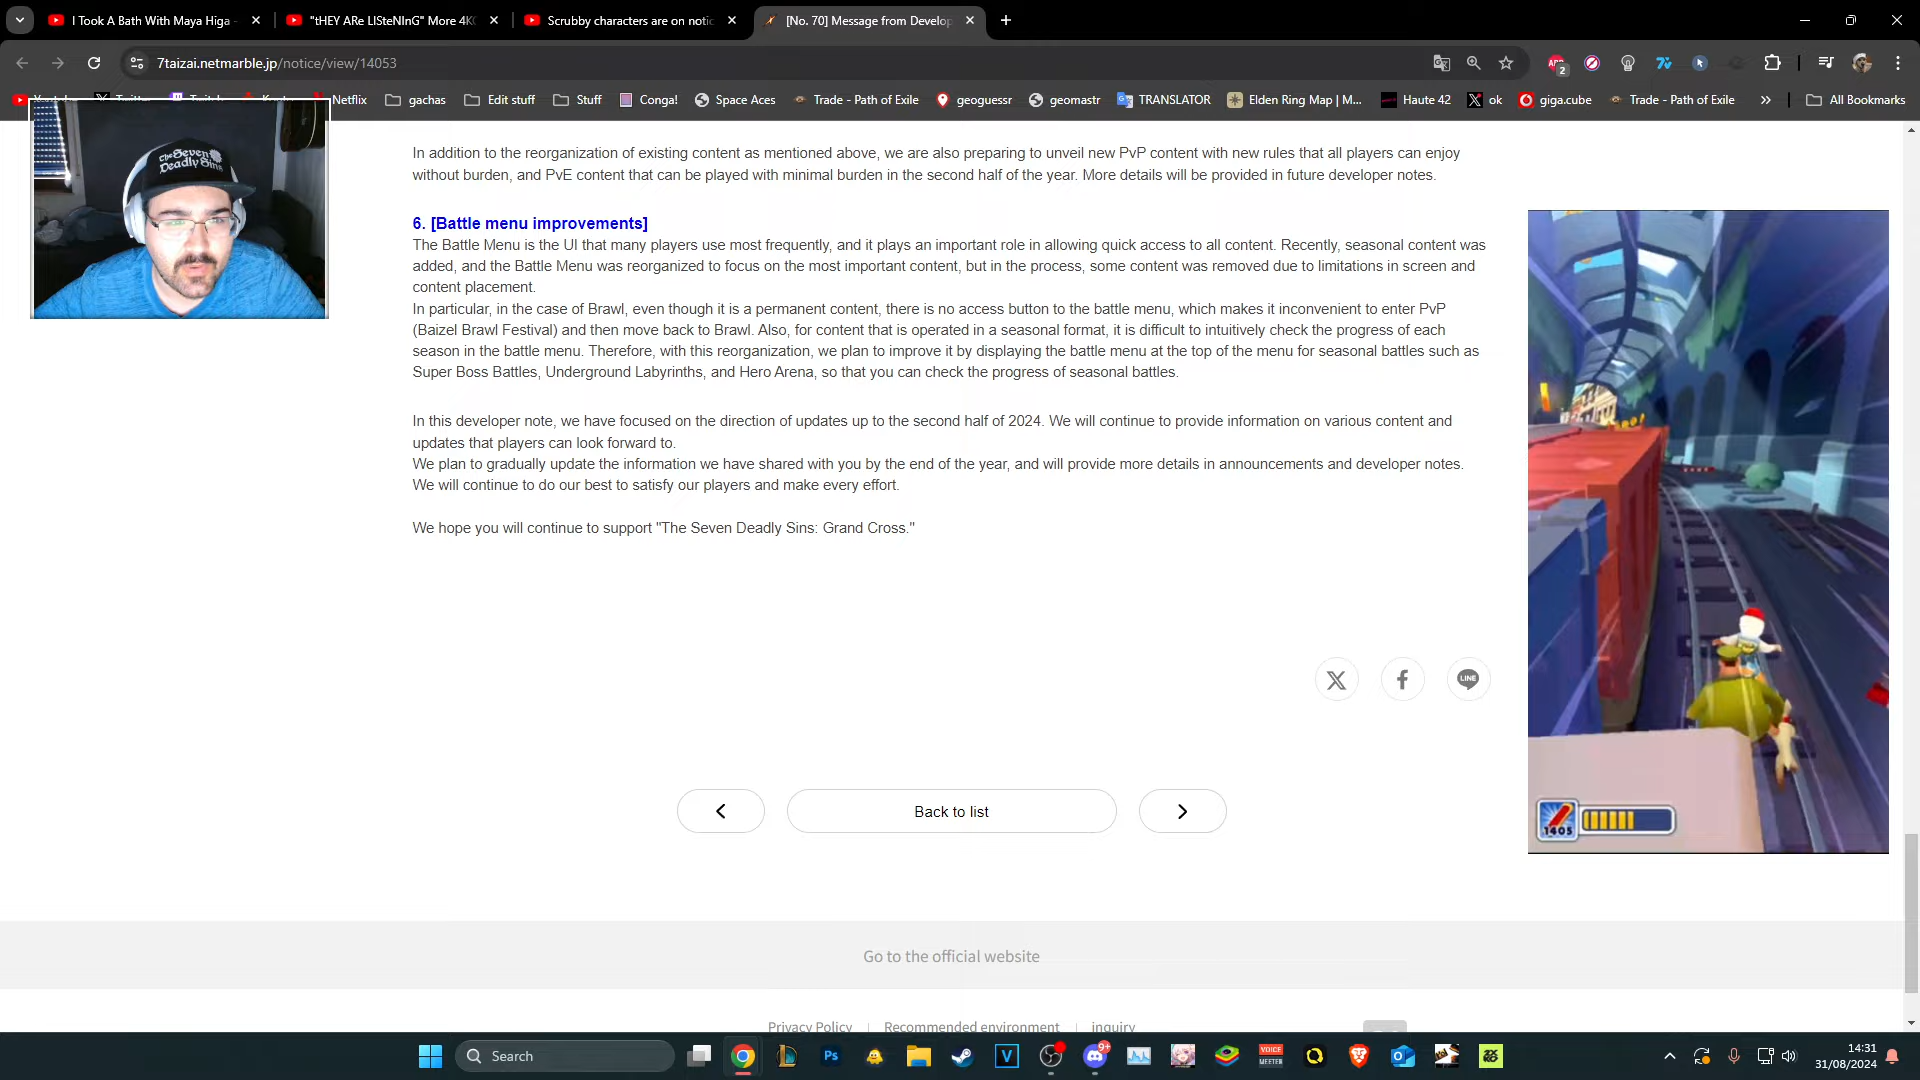 I Took A Bath With Maya Higa -
"tHEY ARe LISteNInG" More 4K
Scrubby characters are on notic
[No. 70] Message from Develop
7taizai.netmarble.jp/notice/view/14053
2
Netflix
gachas
Edit stuff
Stuff
Conga!
Space Aces
Trade - Path of Exile
geoguessr
geomastr
TRANSLATOR
Elden Ring Map | M...
Haute 42
ok
giga.cube
Trade - Path of Exile
All Bookmarks
The Seven
Deadly Sins
In addition to the reorganization of existing content as mentioned above, we are also preparing to unveil new PvP content with new rules that all players can enjoy
without burden, and PvE content that can be played with minimal burden in the second half of the year. More details will be provided in future developer notes.
6. [Battle menu improvements]
The Battle Menu is the UI that many players use most frequently, and it plays an important role in allowing quick access to all content. Recently, seasonal content was
added, and the Battle Menu was reorganized to focus on the most important content, but in the process, some content was removed due to limitations in screen and
content placement.
In particular, in the case of Brawl, even though it is a permanent content, there is no access button to the battle menu, which makes it inconvenient to enter PvP
(Baizel Brawl Festival) and then move back to Brawl. Also, for content that is operated in a seasonal format, it is difficult to intuitively check the progress of each
season in the battle menu. Therefore, with this reorganization, we plan to improve it by displaying the battle menu at the top of the menu for seasonal battles such as
Super Boss Battles, Underground Labyrinths, and Hero Arena, so that you can check the progress of seasonal battles.
In this developer note, we have focused on the direction of updates up to the second half of 2024. We will continue to provide information on various content and
updates that players can look forward to.
We plan to gradually update the information we have shared with you by the end of the year, and will provide more details in announcements and developer notes.
We will continue to do our best to satisfy our players and make every effort.
We hope you will continue to support "The Seven Deadly Sins: Grand Cross."
LINE
1405
Back to list
Go to the official website
Privacy Policy
Recommended environment
inquiry
Search
Ps
V
9+
VOICE
MEETER
14:31
31/08/2024